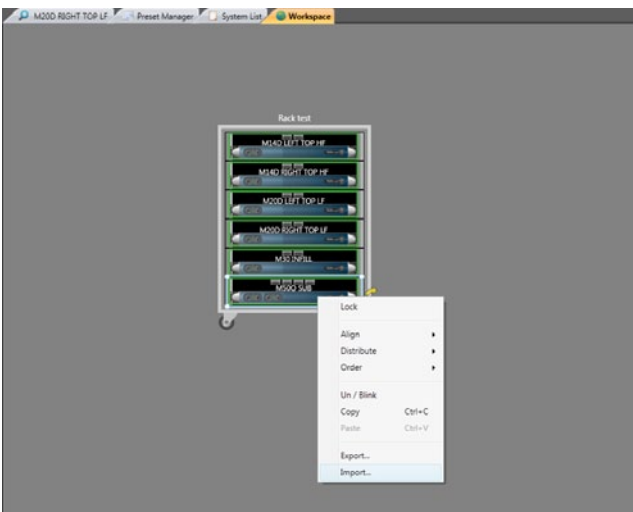 M20D RIGHT TOP LF
Preset Manager
System List
Workspace
Rack test
M14D LEFT TOP HF
M14D RIGHT TOP HF
M20D LEFT TOP LF
M20D RIGHT TOP LF
M30 INFILL
M50Q SUB
Lock
Align
Distribute
Order
Un / Blink
Copy Ctrl+C
Paste Ctrl+V
Export...
Import...